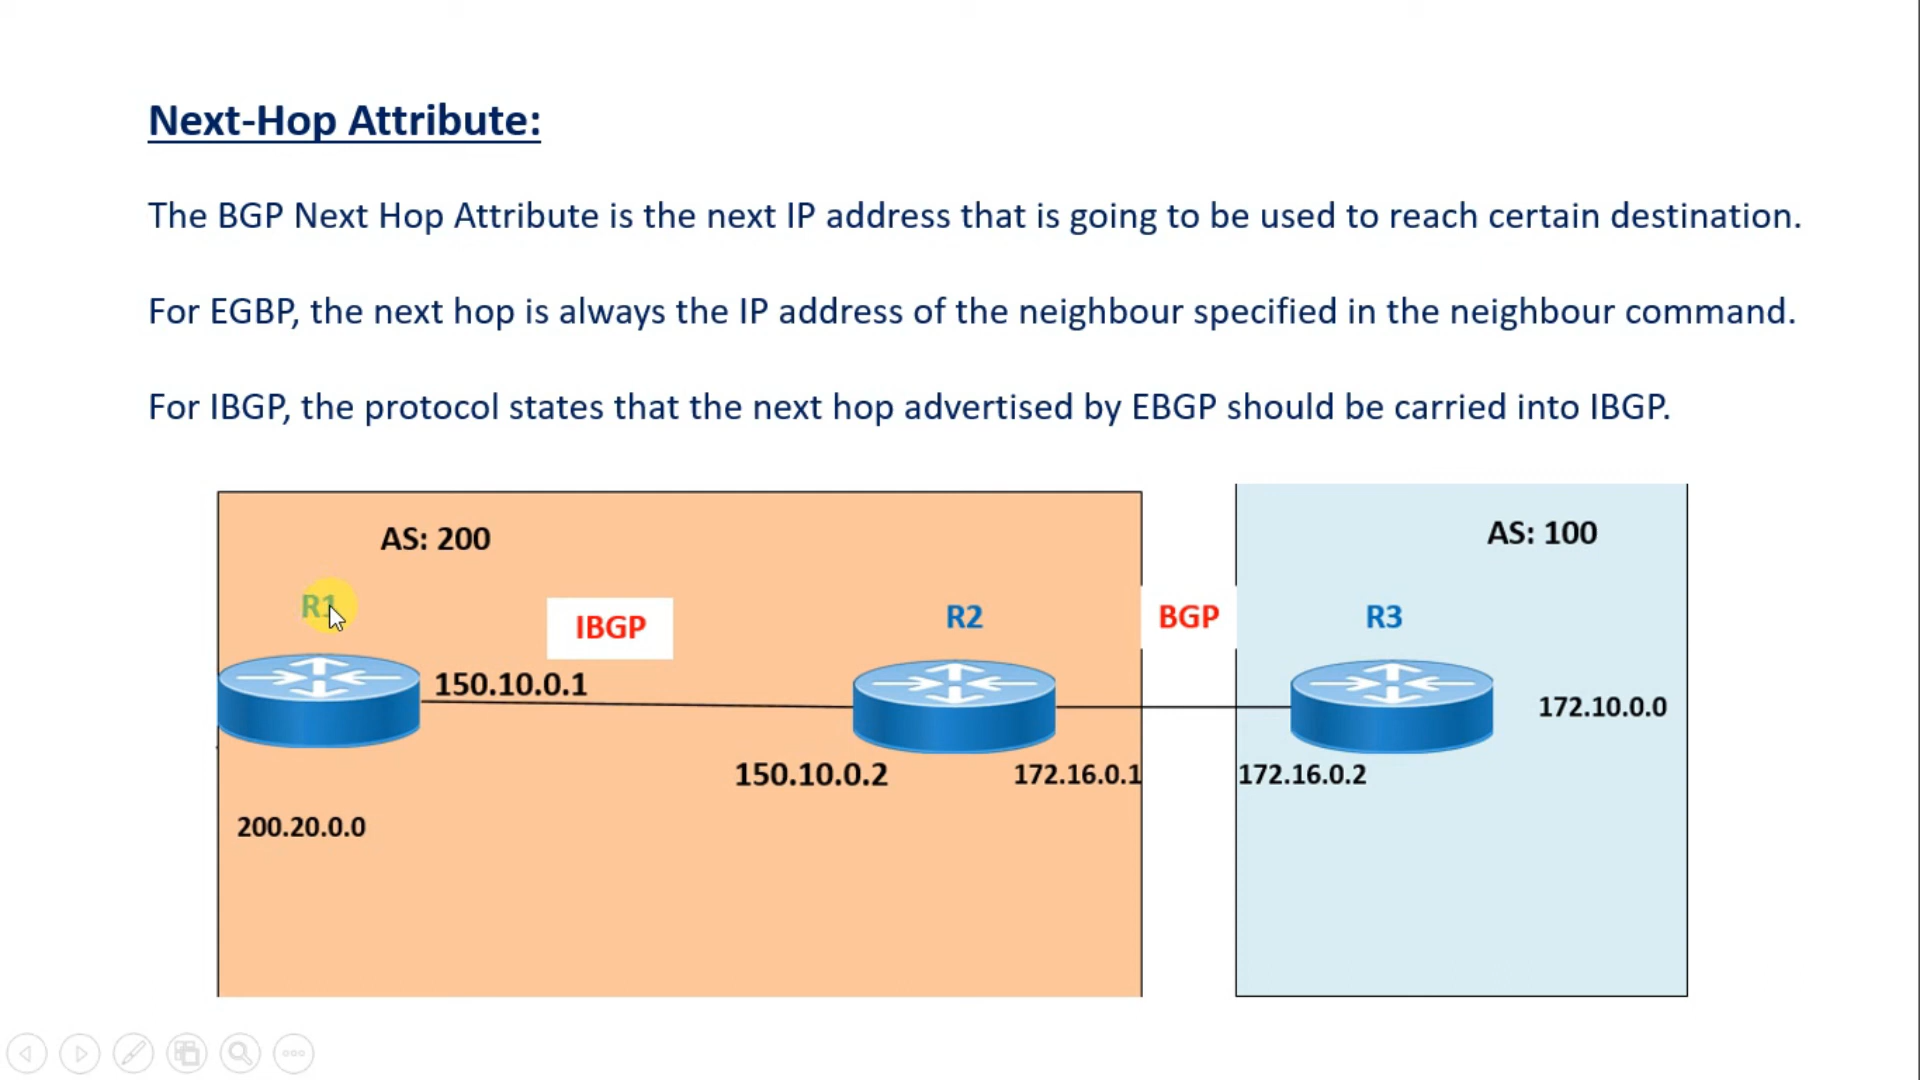 Next-Hop Attribute:
The BGP Next Hop Attribute is the next IP address that is going to be used to reach certain destination.
For EGBP, the next hop is always the IP address of the neighbour specified in the neighbour command.
For IBGP, the protocol states that the next hop advertised by EBGP should be carried into IBGP.
AS: 200
AS: 100
R1
IBGP
R2
BGP
R3
150.10.0.1
172.10.0.0
150.10.0.2
172.16.0.1
172.16.0.2
200.20.0.0